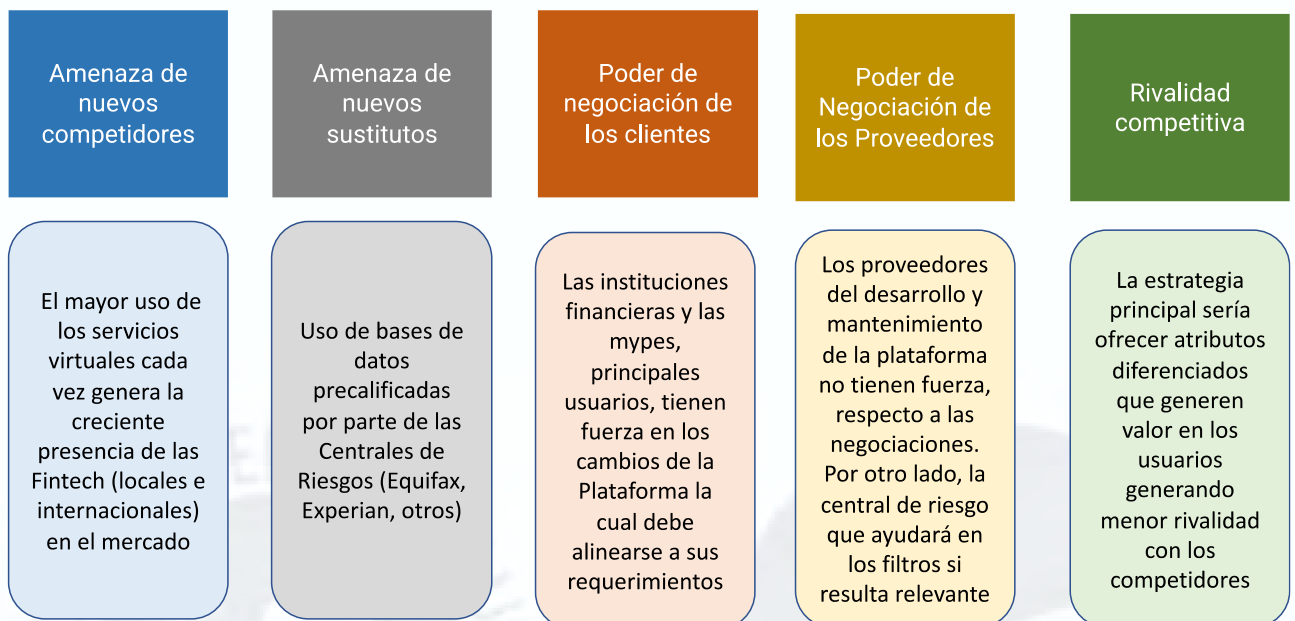 Amenaza de
nuevos
competidores
Amenaza de
nuevos
sustitutos
Poder de
negociación de
los clientes
Poder de
Negociación de
los Proveedores
Rivalidad
competitiva
El mayor uso de
los servicios
virtuales cada
vez genera la
creciente
presencia de las
Fintech (locales e
internacionales)
en el mercado
Uso de bases de
datos
precalificadas
por parte de las
Centrales de
Riesgos (Equifax,
Experian, otros)
Las instituciones
financieras y las
mypes,
principales
usuarios, tienen
fuerza en los
cambios de la
Plataforma la
cual debe
alinearse a sus
requerimientos
Los proveedores
del desarrollo y
mantenimiento
de la plataforma
no tienen fuerza,
respecto a las
negociaciones.
Por otro lado, la
central de riesgo
que ayudará en
los filtros si
resulta relevante
La estrategia
principal sería
ofrecer atributos
diferenciados
que generen
valor en los
usuarios
generando
menor rivalidad
con los
competidores